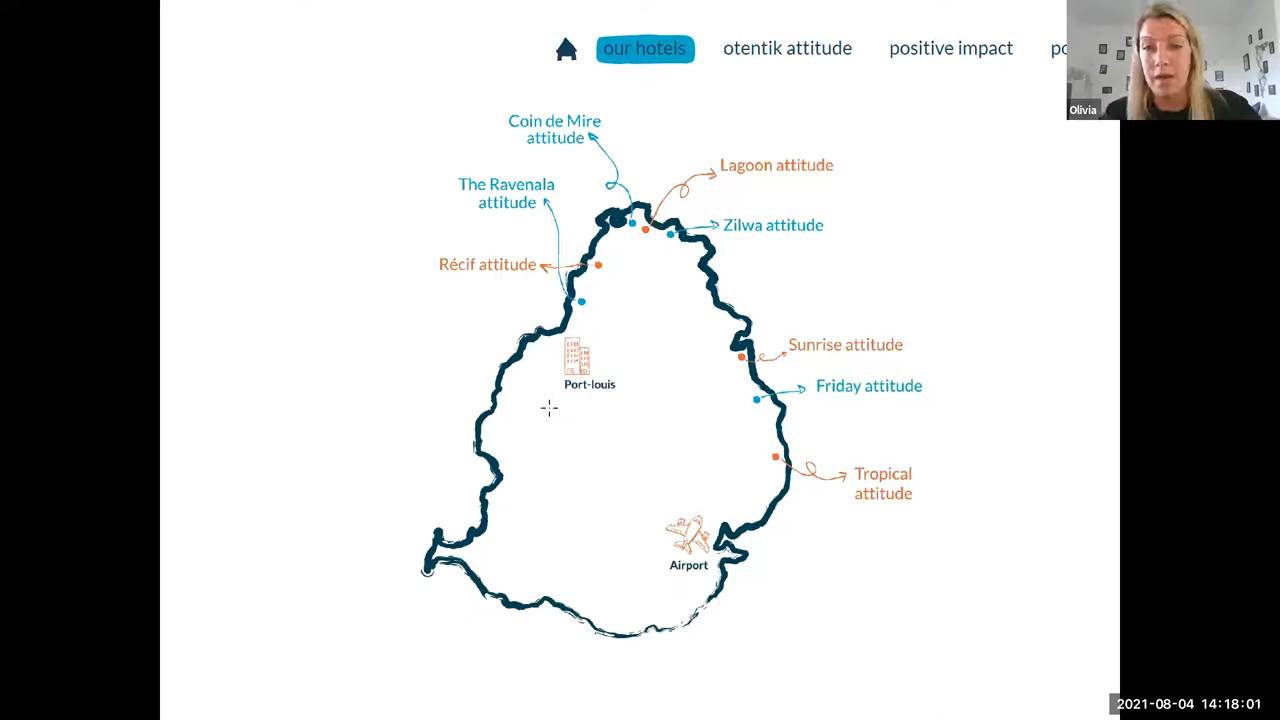 our hotels
otentik attitude
positive impact
Olivia
Coin de Mire
attitude
Lagoon attitude
The Ravenala
attitude
Zilwa attitude
Récif attitude
Sunrise attitude
Port-louis
Friday attitude
Tropical
attitude
Airport
2021-08-04 14:18:01